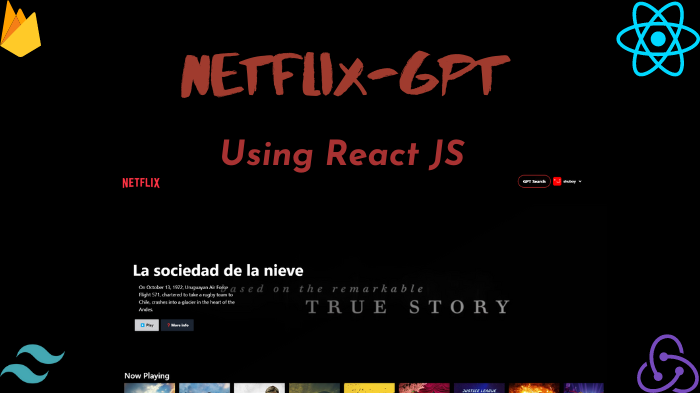 NETFLIX-GPT
Using React JS
NETFLIX
GPT Search
La sociedad de la nieve
On October 13, 1972, Uruguayan Air Force
Flight 571, chartered to take a rugby team to
Chile, crashes into a glacier in the heart of the
Andes.
based on the remarkable
TRUE STORY
Play
More Info
Now Playing
JUSTICE LEAGUE